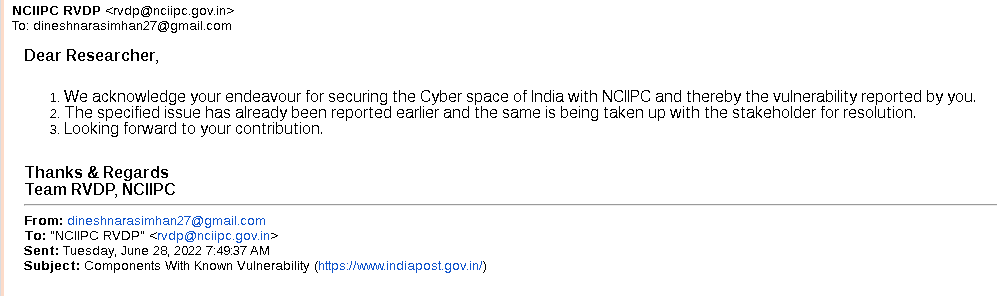 NCIIPC RVDP <rvdp@nciipc.gov.in>
To: dineshnarasimhan27@gmail.com
Dear Researcher,
1. We acknowledge your endeavour for securing the Cyber space of India with NCIIPC and thereby the vulnerability reported by you.
2. The specified issue has already been reported earlier and the same is being taken up with the stakeholder for resolution.
3. Looking forward to your contribution.
Thanks & Regards
Team RVDP, NCIIPC
From: dineshnarasimhan27@gmail.com
To: "NCIIPC RVDP" <rvdp@nciipc.gov.in>
Sent: Tuesday, June 28, 2022 7:49:37 AM
Subject: Components With Known Vulnerability (https://www.indiapost.gov.in/)